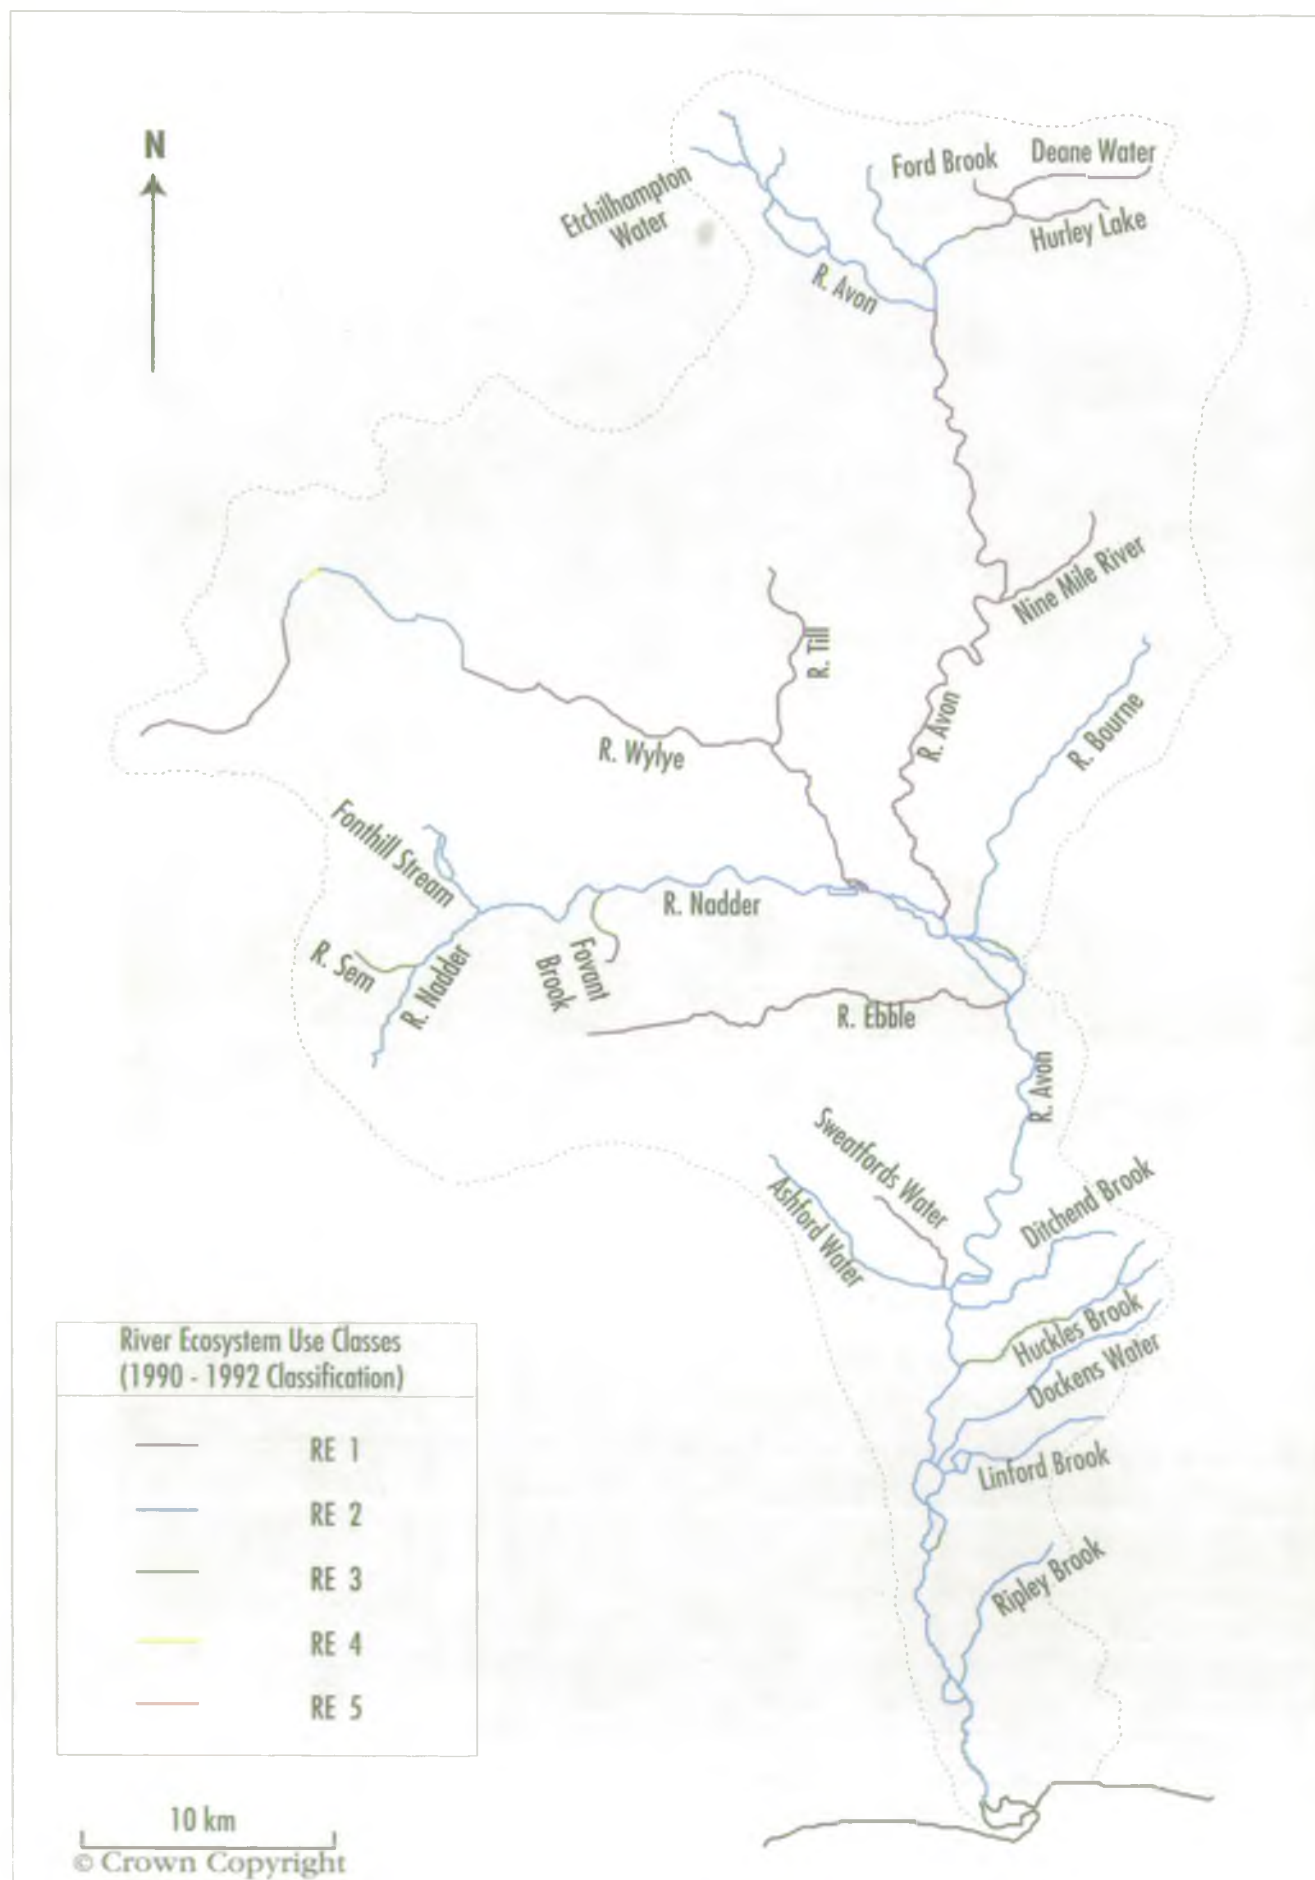 N
Ford Brook
Deane Water
Etchilhampton
Water
Hurley Lake
R. Avon
Nine Mile River
R. Till
R. Avon
R. Bourne
R. Wylye
Fonthill Stream
R. Nadder
R. Sem
R. Nadder
Fovant
Brook
R. Ebble
R. Avon
Sweatfords Water
Ashford Water
Ditchend Brook
Huckles Brook
Dockens Water
Linford Brook
Ripley Brook
River Ecosystem Use Classes
(1990 - 1992 Classification)
RE 1
RE 2
RE 3
RE 4
RE 5
10 km
© Crown Copyright